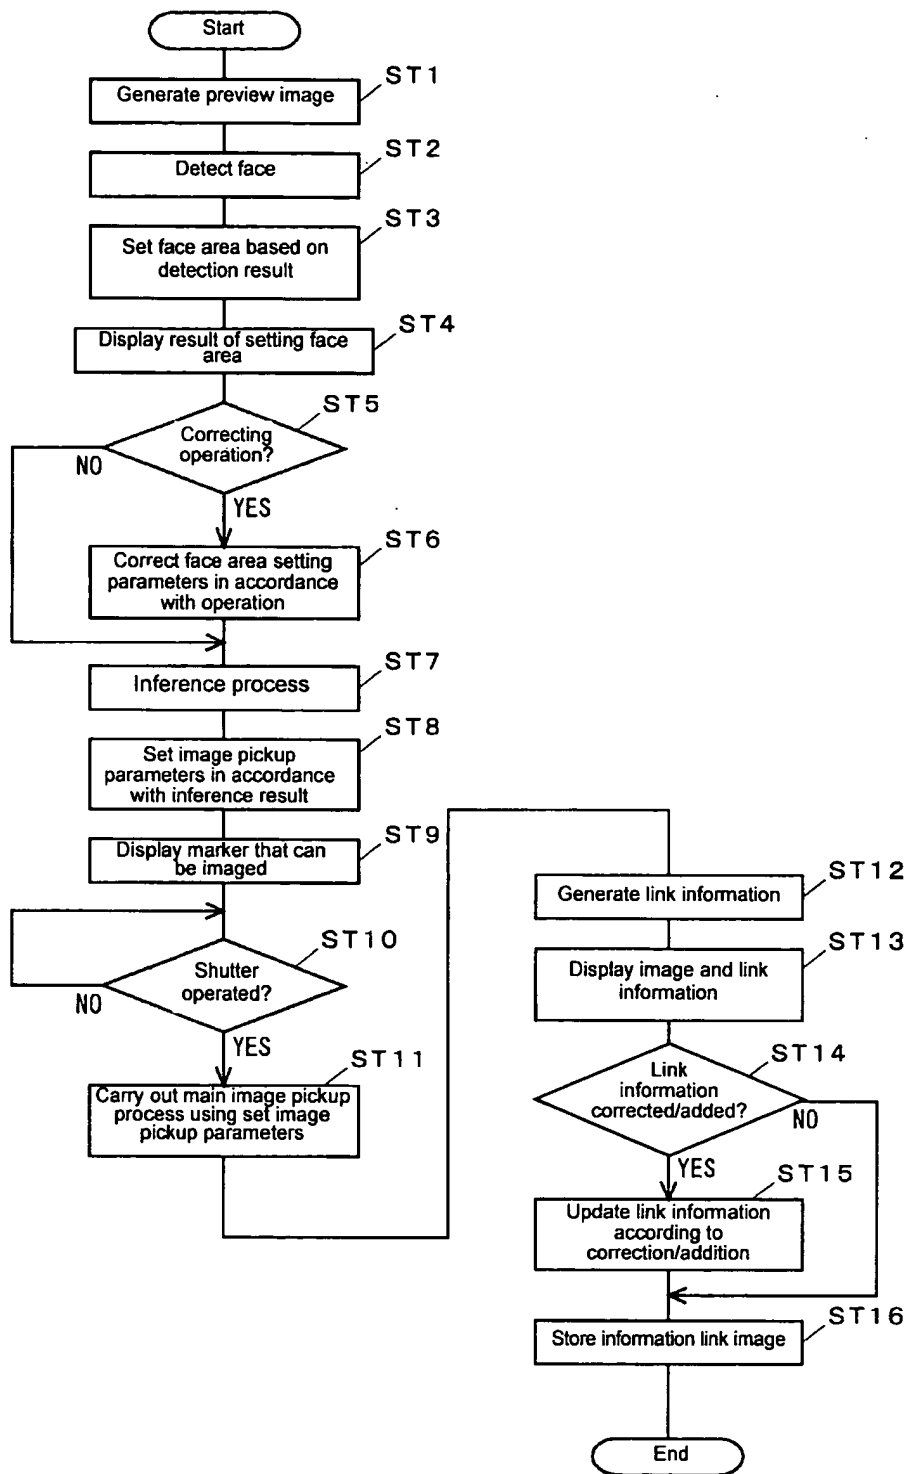 Start
ST1
Generate preview image
ST2
Detect face
ST3
Set face area based on
detection result
ST4
Display result of setting face
area
ST5
Correcting
operation?
NO
YES
ST6
Correct face area setting
parameters in accordance
with operation
ST7
Inference process
ST8
Set image pickup
parameters in accordance
with inference result
ST9
Display marker that can
be imaged
ST10
Shutter
operated?
NO
YES
ST11
Carry out main image pickup
process using set image
pickup parameters
ST12
Generate link information
ST13
Display image and link
information
ST14
Link
information
corrected/added?
NO
YES
ST15
Update link information
according to
correction/addition
ST16
Store information link image
End